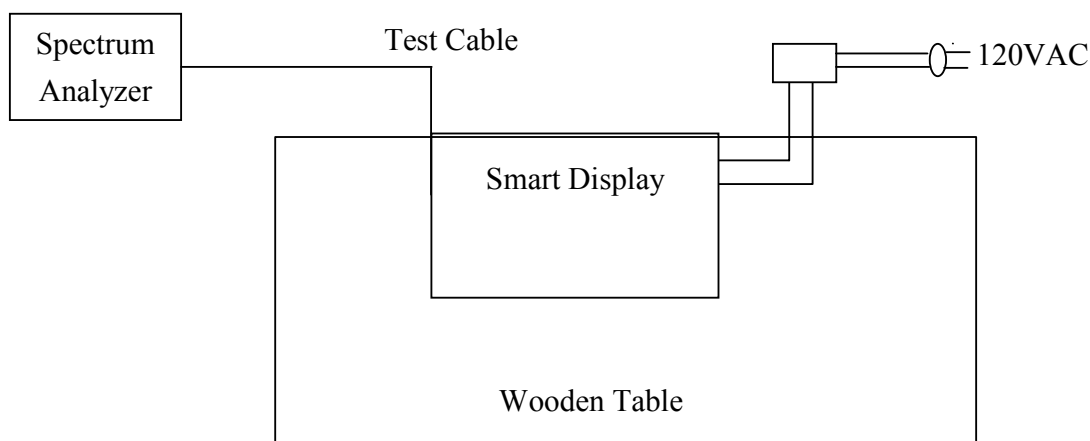 Spectrum
Analyzer
Test Cable
120VAC
Smart Display
Wooden Table